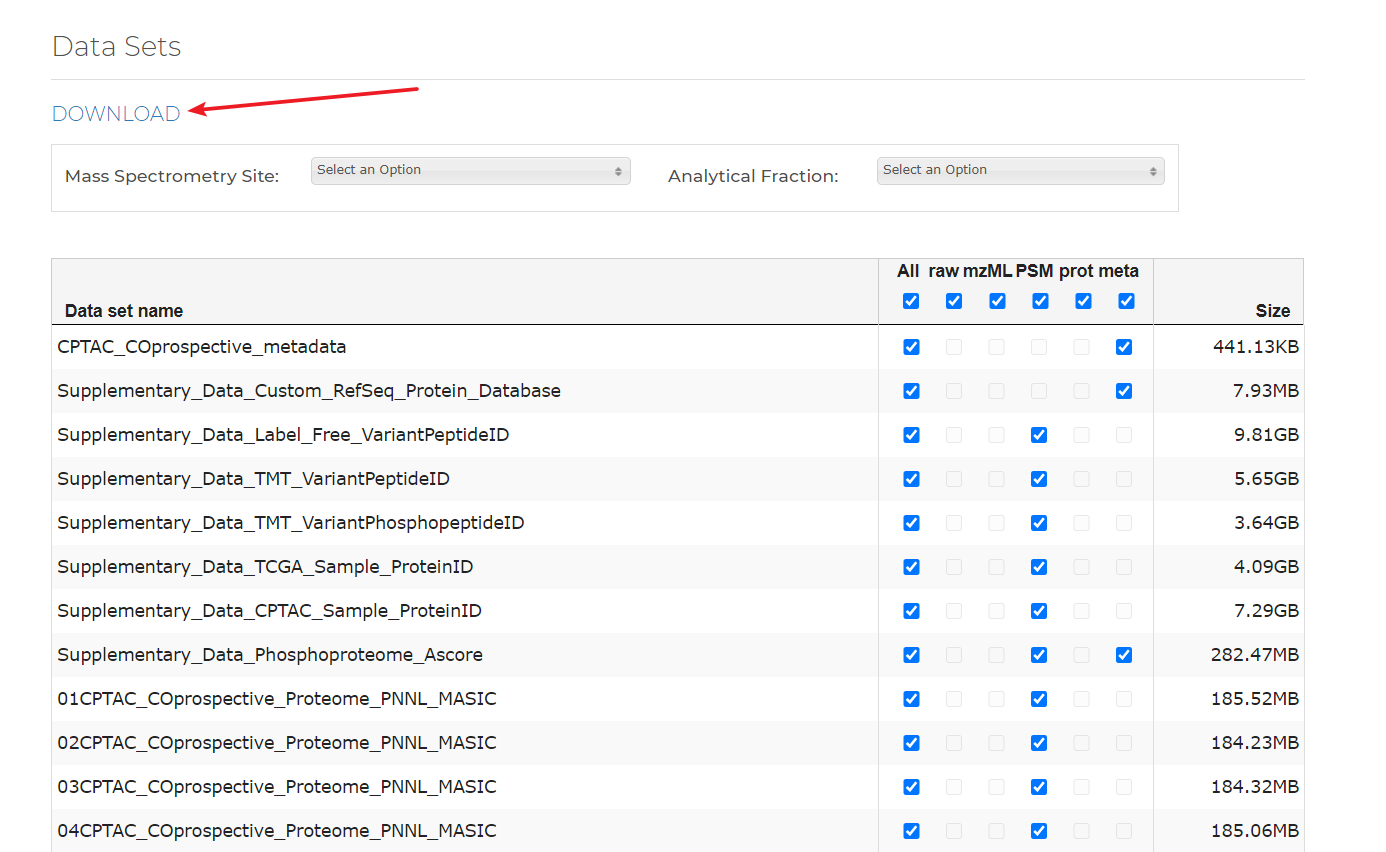 Data Sets
DOWNLOAD
Mass Spectrometry Site: Select an Option Analytical Fraction: Select an Option
All raw mzML PSM prot meta
Data set name Size
CPTAC_COprospective_metadata 441.13KB
Supplementary_Data_Custom_RefSeq_Protein_Database 7.93MB
Supplementary_Data_Label_Free_VariantPeptideID 9.81GB
Supplementary_Data_TMT_VariantPeptideID 5.65GB
Supplementary_Data_TMT_VariantPhosphopeptideID 3.64GB
Supplementary_Data_TCGA_Sample_ProteinID 4.09GB
Supplementary_Data_CPTAC_Sample_ProteinID 7.29GB
Supplementary_Data_Phosphoproteome_Ascore 282.47MB
01CPTAC_COprospective_Proteome_PNNL_MASIC 185.52MB
02CPTAC_COprospective_Proteome_PNNL_MASIC 184.23MB
03CPTAC_COprospective_Proteome_PNNL_MASIC 184.32MB
04CPTAC_COprospective_Proteome_PNNL_MASIC 185.06MB